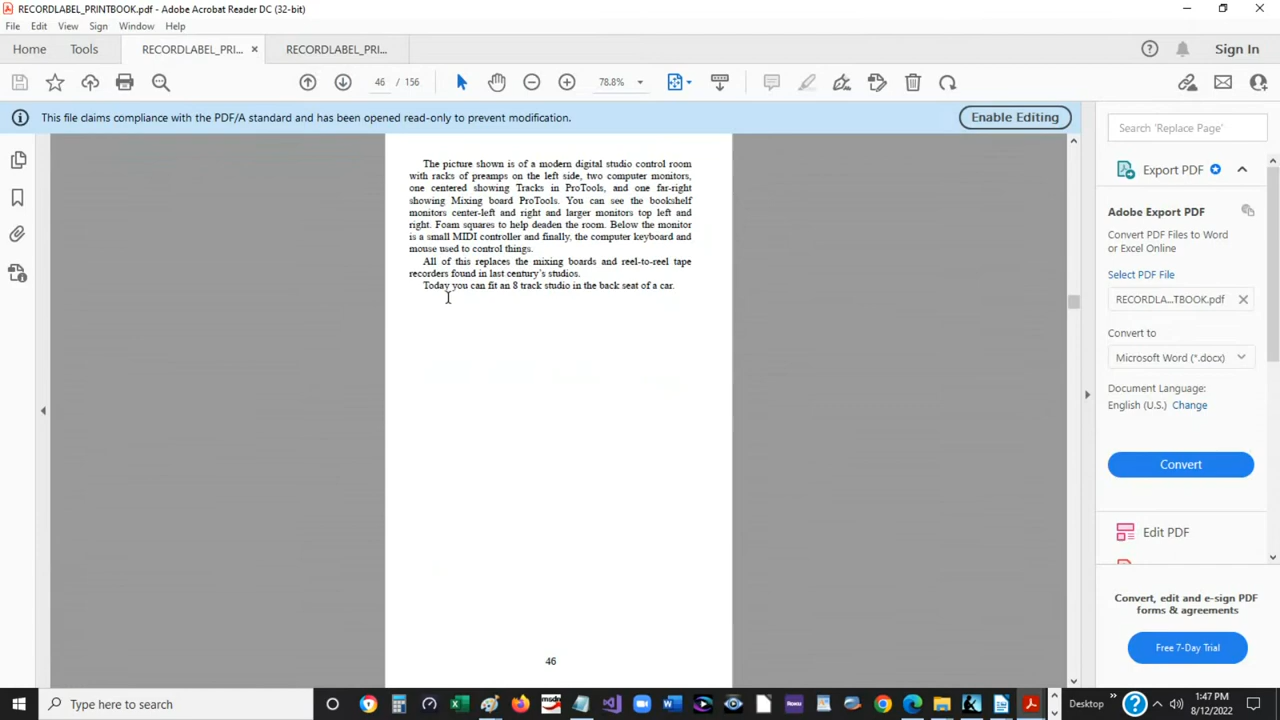 RECORDLABEL_PRINTBOOK.pdf - Adobe Acrobat Reader DC (32-bit)
File Edit View Sign Window Help
Home Tools RECORDLABEL_PRI... × RECORDLABEL_PRI... Sign In
46 / 156 78.8%
This file claims compliance with the PDF/A standard and has been opened read-only to prevent modification. Enable Editing
The picture shown is of a modern digital studio control room
with racks of preamps on the left side, two computer monitors,
one centered showing Tracks in ProTools, and one far-right
showing Mixing board ProTools. You can see the bookshelf
monitors center-left and right and larger monitors top left and
right. Foam squares to help deaden the room. Below the monitor
is a small MIDI controller and finally, the computer keyboard and
mouse used to control things.
All of this replaces the mixing boards and reel-to-reel tape
recorders found in last century's studios.
Today you can fit an 8 track studio in the back seat of a car.
46
Search 'Replace Page'
Export PDF
Adobe Export PDF
Convert PDF Files to Word
or Excel Online
Select PDF File
RECORDLA...TBOOK.pdf
Convert to
Microsoft Word (*.docx)
Document Language:
English (U.S.) Change
Convert
Edit PDF
Convert, edit and e-sign PDF
forms & agreements
Free 7-Day Trial
Type here to search
msdn
Roku
Desktop
1:47 PM
8/12/2022